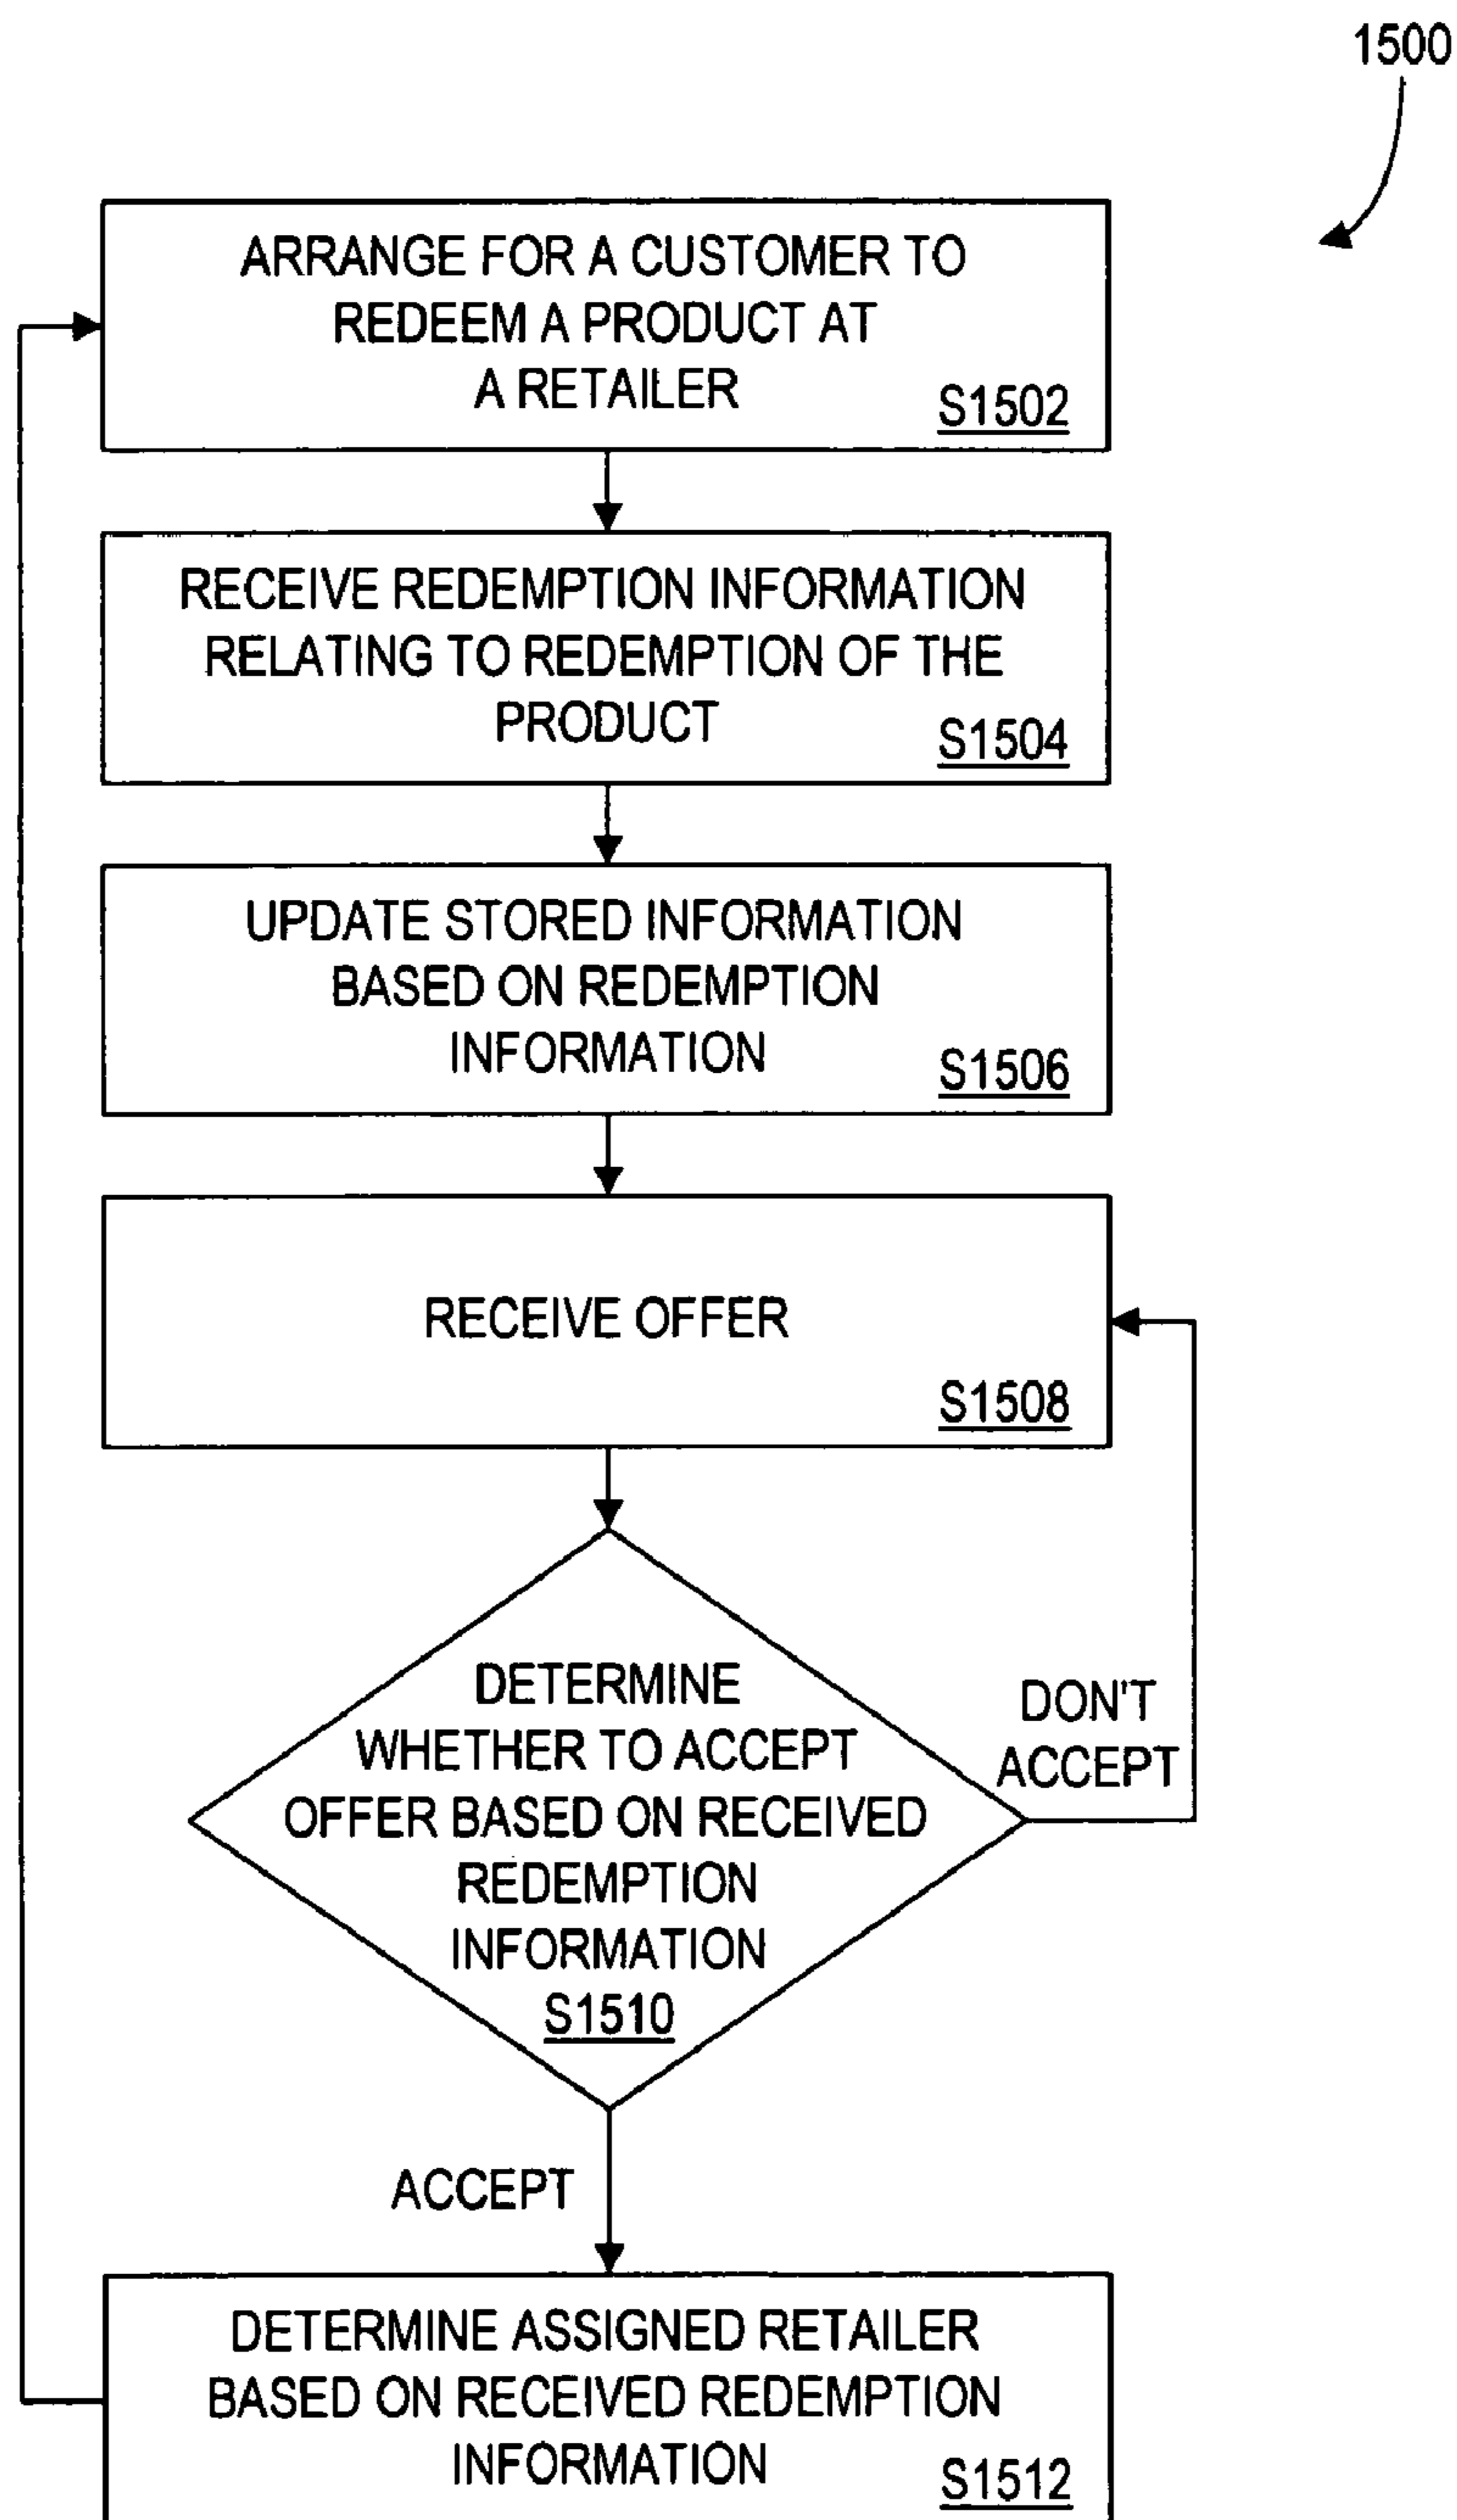 1500
ARRANGE FOR A CUSTOMER TO
REDEEM A PRODUCT AT
A RETAILER
S1502
RECEIVE REDEMPTION INFORMATION
RELATING TO REDEMPTION OF THE
PRODUCT
S1504
UPDATE STORED INFORMATION
BASED ON REDEMPTION
INFORMATION
S1506
RECEIVE OFFER
S1508
DETERMINE
WHETHER TO ACCEPT
OFFER BASED ON RECEIVED
REDEMPTION
INFORMATION
S1510
DON'T
ACCEPT
ACCEPT
DETERMINE ASSIGNED RETAILER
BASED ON RECEIVED REDEMPTION
INFORMATION
S1512